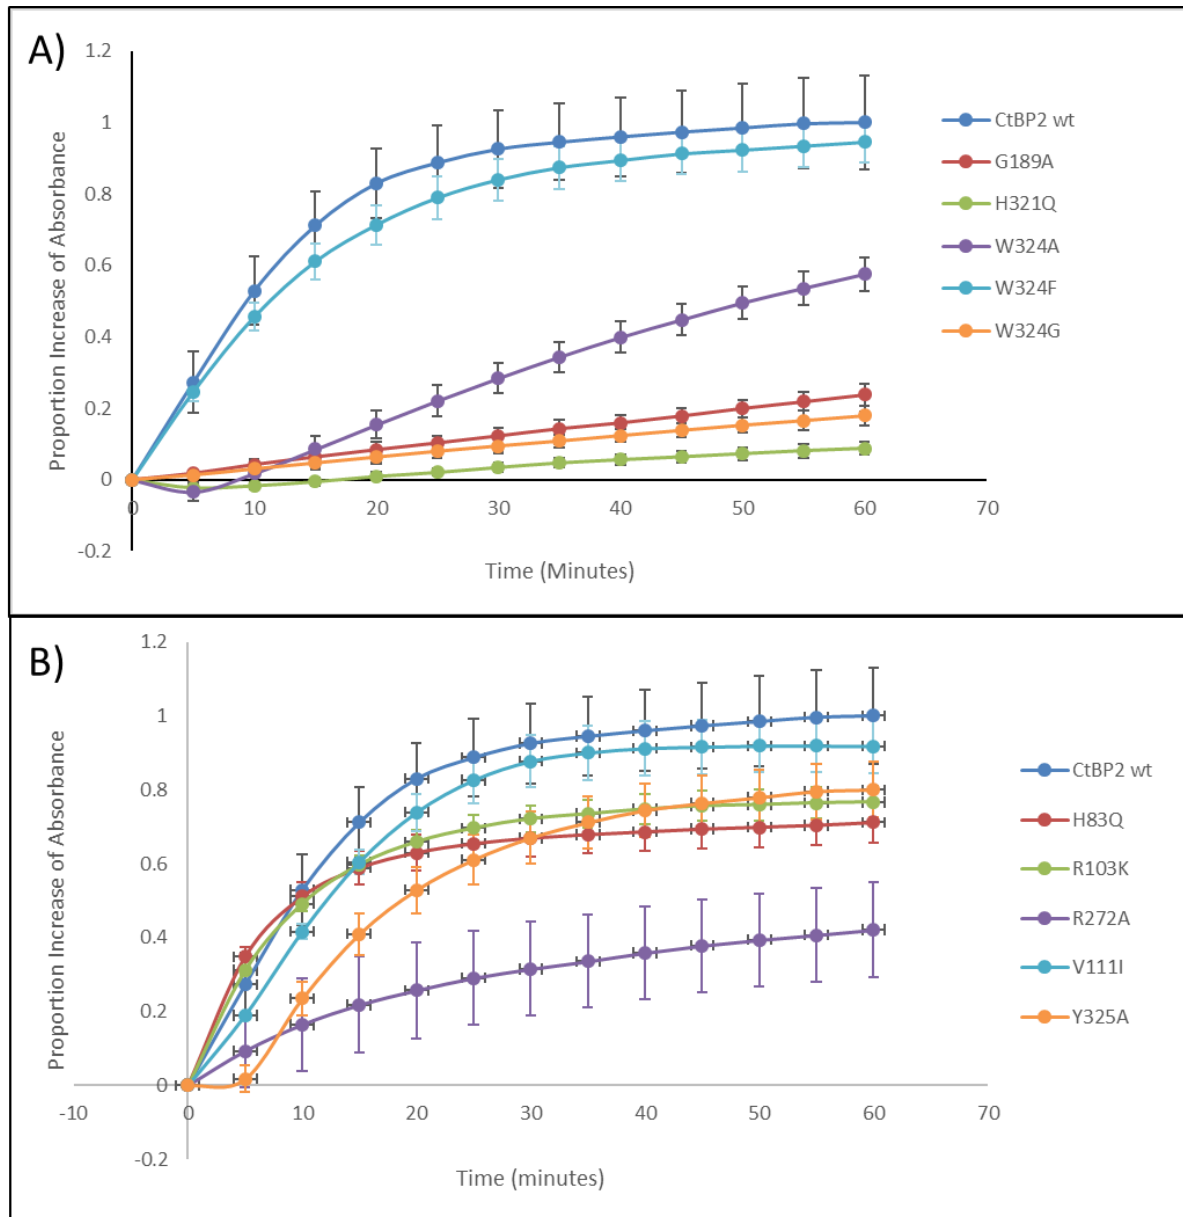 A)
Proportion Increase of Absorbance
1.2
1
0.8
0.6
0.4
0.2
0
-0.2
0 10 20 30 40 50 60 70
Time (Minutes)
CtBP2 wt
G189A
H321Q
W324A
W324F
W324G
B)
Proportion Increase of Absorbance
1.2
1
0.8
0.6
0.4
0.2
0
-0.2
-10 0 10 20 30 40 50 60 70
Time (minutes)
CtBP2 wt
H83Q
R103K
R272A
V111I
Y325A